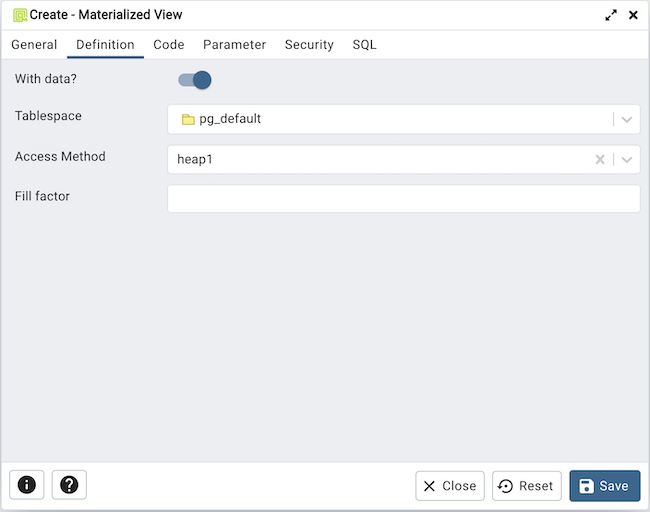 Create - Materialized View
General Definition Code Parameter Security SQL
With data?
Tablespace pg_default
Access Method heap1
Fill factor
Close Reset Save